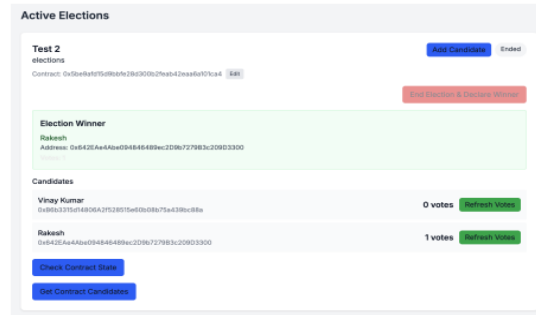 Active Elections
Test 2
Add Candidate
Ended
elections
Contract: 0x5be9afd15d9bbfe28d300b2feab42eaa6a101ca4 Edit
End Election & Declare Winner
Election Winner
Rakesh
Address: 0x642EAe4Abe094846489ec2D9b727983c209D3300
Candidates
Vinay Kumar
0x86b3315d14806A2f528515e60b08b75a439bc88a
0 votes Refresh Votes
Rakesh
0x642EAe4Abe094846489ec2D9b727983c209D3300
1 votes Refresh Votes
Check Contract State
Get Contract Candidates